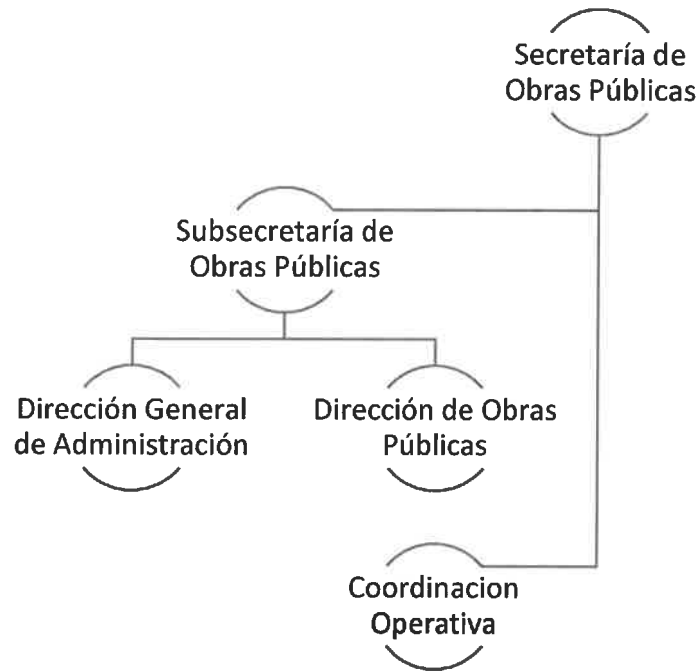 Secretaría de
Obras Públicas
Subsecretaría de
Obras Públicas
Dirección General
de Administración
Dirección de Obras
Públicas
Coordinacion
Operativa